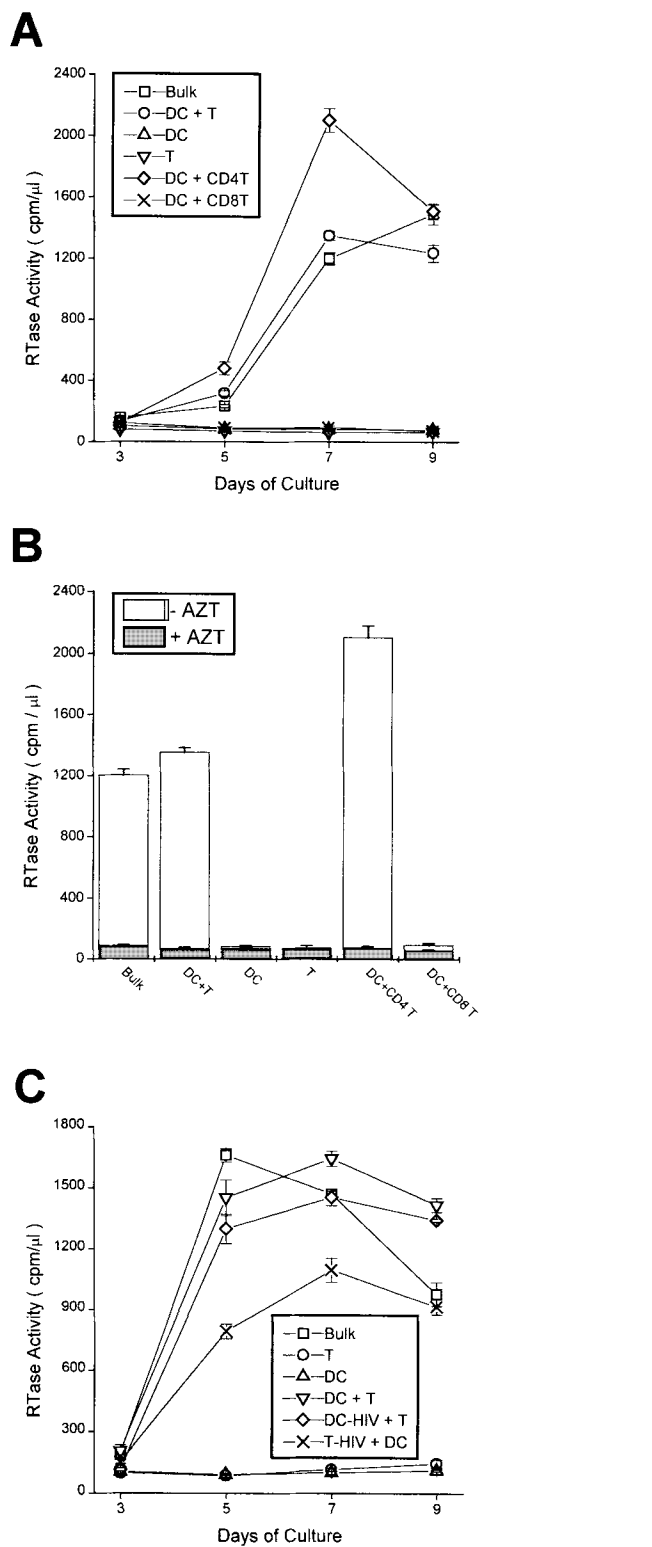 A
2400
2000
1600
1200
800
400
0
RTase Activity ( cpm/µl )
Bulk
DC + T
DC
T
DC + CD4T
DC + CD8T
3 5 7 9
Days of Culture
B
2400
2000
1600
1200
800
400
0
RTase Activity ( cpm / µl )
- AZT
+ AZT
Bulk
DC+T
DC
T
DC+CD4 T
DC+CD8 T
C
1800
1500
1200
900
600
300
0
RTase Activity ( cpm/µl )
Bulk
T
DC
DC + T
DC-HIV + T
T-HIV + DC
3 5 7 9
Days of Culture